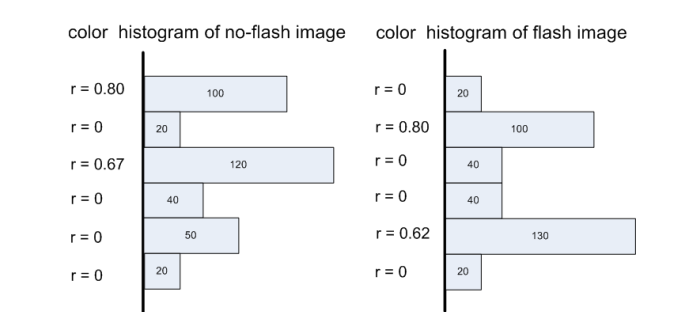 color histogram of no-flash image
r = 0.80
100
r = 0
20
r = 0.67
120
r = 0
40
r = 0
50
r = 0
20
color histogram of flash image
r = 0
20
r = 0.80
100
r = 0
40
r = 0
40
r = 0.62
130
r = 0
20